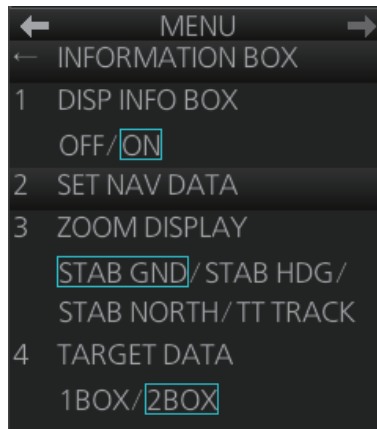 ← MENU →
← INFORMATION BOX
1 DISP INFO BOX
OFF/ON
2 SET NAV DATA
3 ZOOM DISPLAY
STAB GND/STAB HDG/
STAB NORTH/TT TRACK
4 TARGET DATA
1BOX/2BOX